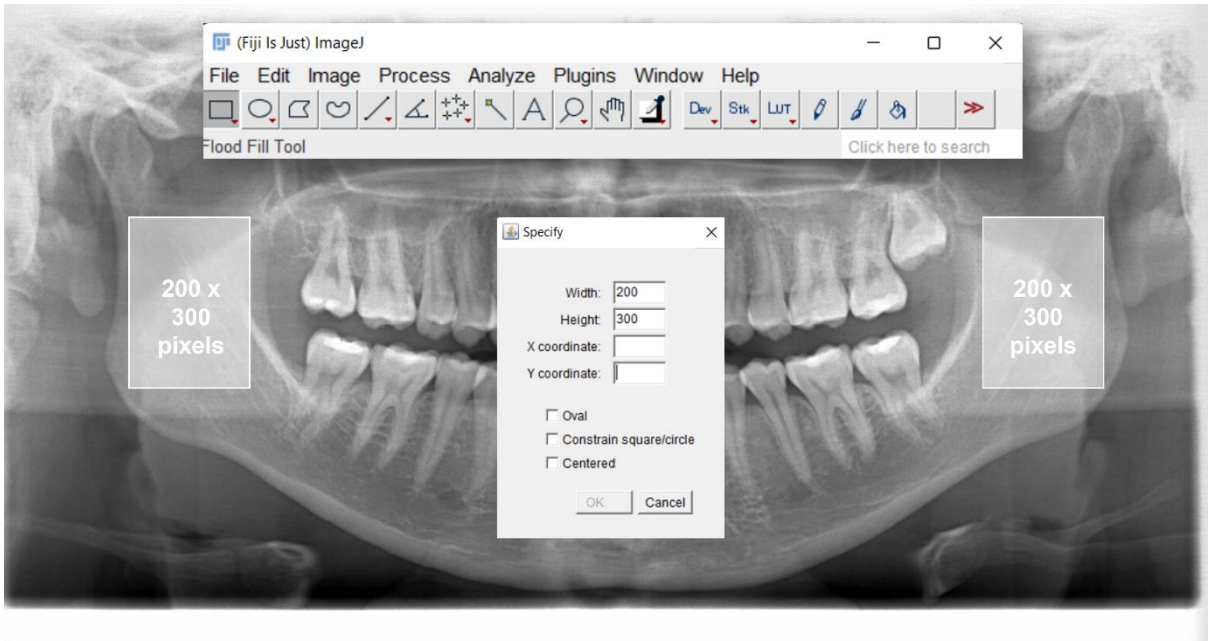 (Fiji Is Just) ImageJ
File Edit Image Process Analyze Plugins Window Help
Dev Stk LUT
Flood Fill Tool
Click here to search
Specify
Width: 200
Height: 300
X coordinate:
Y coordinate:
Oval
Constrain square/circle
Centered
OK Cancel
200 x
300
pixels
200 x
300
pixels